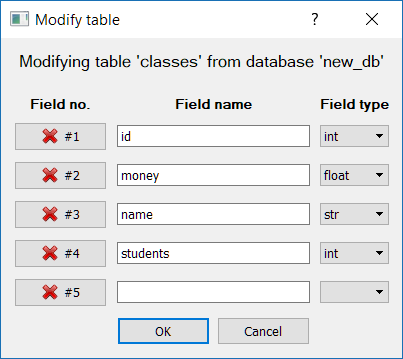 Modify table
?
Modifying table 'classes' from database 'new_db'
Field no. Field name Field type
#1 id int
#2 money float
#3 name str
#4 students int
#5
OK Cancel